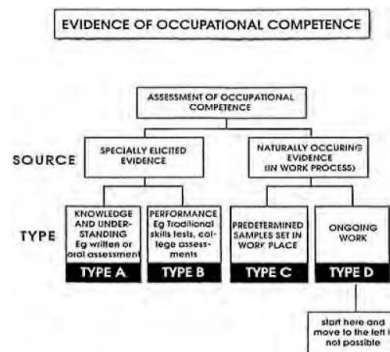 EVIDENCE OF OCCUPATIONAL COMPETENCE
ASSESSMENT OF OCCUPATIONAL
COMPETENCE
SOURCE
SPECIALLY ELICITED
EVIDENCE
NATURALLY OCCURING
EVIDENCE
(IN WORK PROCESS)
TYPE
KNOWLEDGE
AND UNDER-
STANDING
Eg written or
oral assessment
TYPE A
PERFORMANCE
Eg Traditional
skills tests, col-
lege assess-
ments
TYPE B
PREDETERMINED
SAMPLES SET IN
WORK PLACE
TYPE C
ONGOING
WORK
TYPE D
start here and
move to the left
not possible